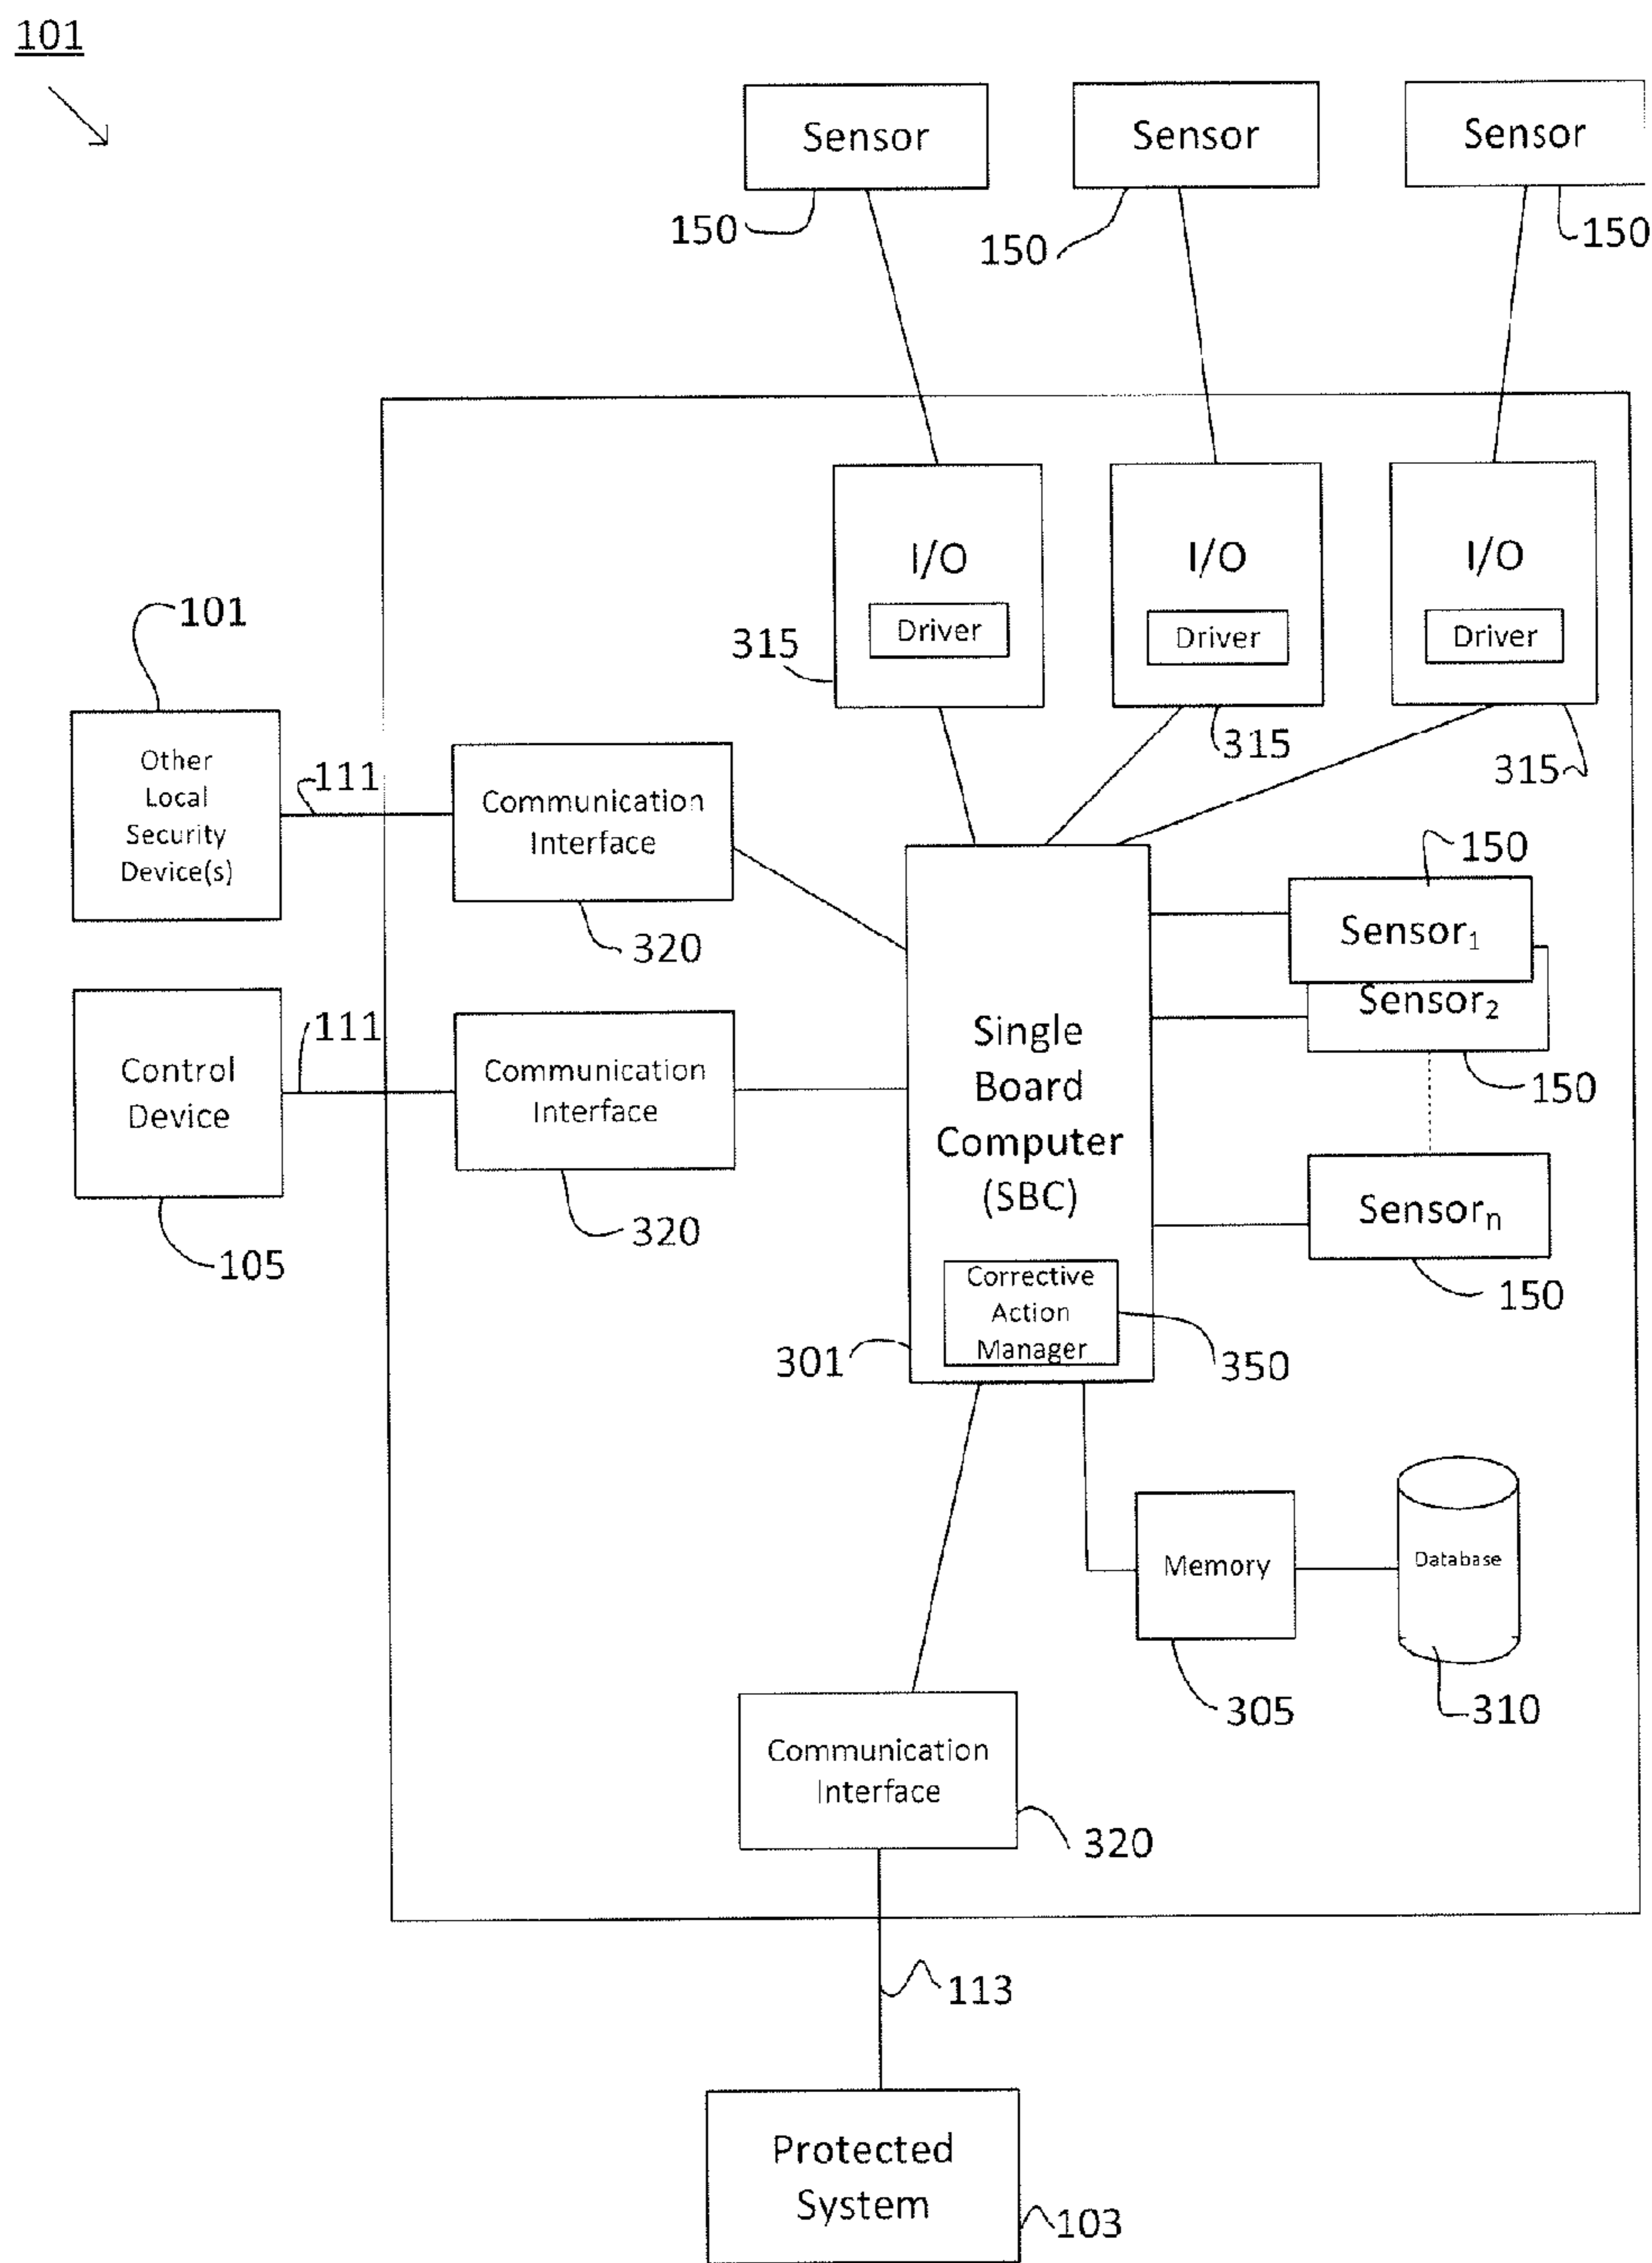 101
Sensor
Sensor
Sensor
150
150
150
I/O
I/O
I/O
Driver
Driver
Driver
315
315
315
101
Other
Local
Security
Device(s)
111
Communication
Interface
320
150
Sensor1
Sensor2
150
Control
Device
105
111
Communication
Interface
320
Single
Board
Computer
(SBC)
Sensorn
150
Corrective
Action
Manager
301
350
Memory
305
Database
310
Communication
Interface
320
113
Protected
System
103